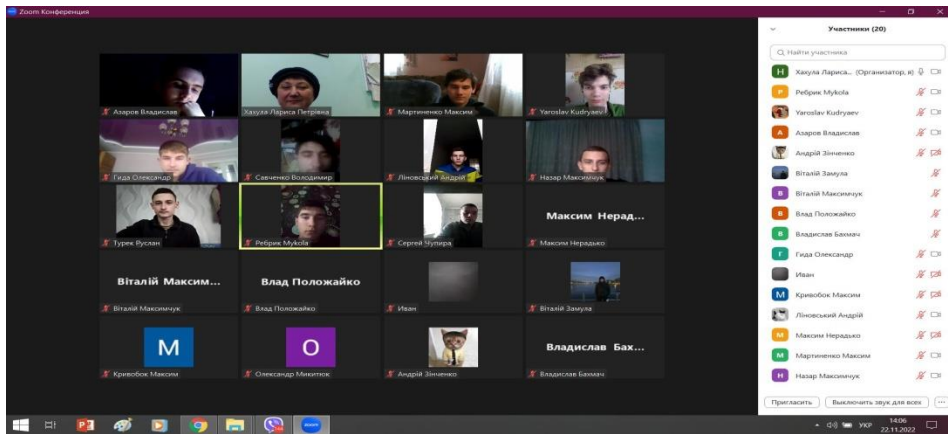 Zoom Конференция
Азаров Владислав
Хахула Лариса Петрівна
Мартиненко Максим
Yaroslav Kudryaev
Гида Олександр
Савченко Володимир
Ліновський Андрій
Назар Максимчук
Турек Руслан
Ребрик Mykola
Сергей Чупира
Максим Нерад...
Максим Нерадько
Віталій Максим...
Віталій Максимчук
Влад Положайко
Влад Положайко
Иван
Віталій Замула
М
Кривобок Максим
О
Олександр Микитюк
Андрій Зінченко
Владислав Бах...
Владислав Бахмач
Участники (20)
Найти участника
Н Хахула Лариса... (Организатор, я)
Р Ребрик Mykola
Yaroslav Kudryaev
А Азаров Владислав
Андрій Зінченко
Віталій Замула
В Віталій Максимчук
В Влад Положайко
В Владислав Бахмач
Г Гида Олександр
Иван
М Кривобок Максим
Ліновський Андрій
М Максим Нерадько
М Мартиненко Максим
Н Назар Максимчук
Пригласить Выключить звук для всех ...
УКР 14:06
22.11.2022